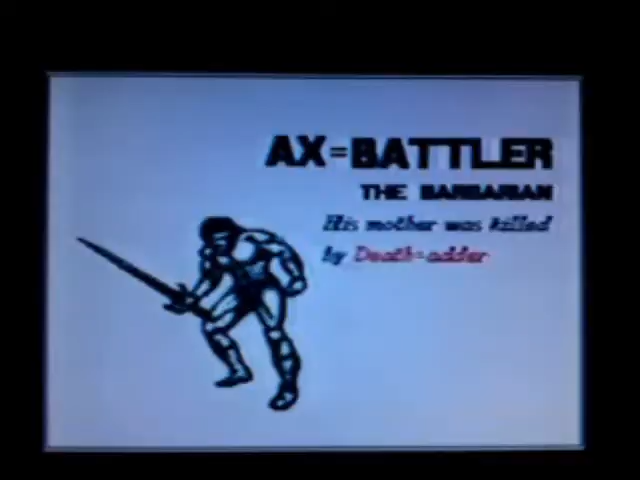 AX=BATTLER
THE BARBARIAN
His mother was killed
by Death=adder